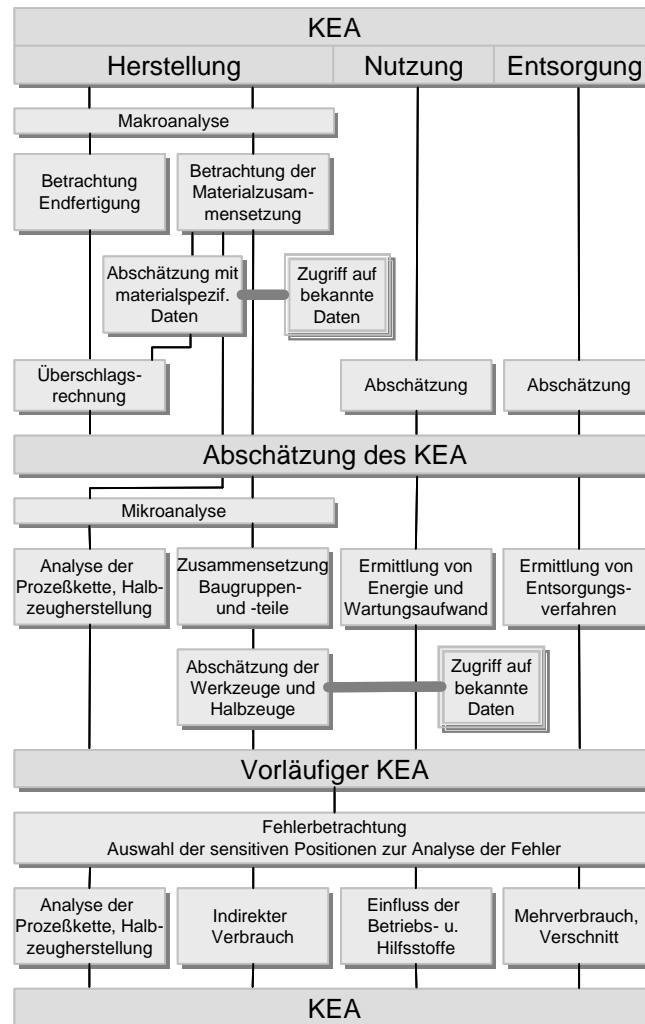 KEA
Herstellung
Nutzung
Entsorgung
Makroanalyse
Betrachtung
Endfertigung
Betrachtung der
Materialzusam-
mensetzung
Abschätzung mit
materialspezif.
Daten
Zugriff auf
bekannte
Daten
Überschlags-
rechnung
Abschätzung
Abschätzung
Abschätzung des KEA
Mikroanalyse
Analyse der
Prozeßkette, Halb-
zeugherstellung
Zusammensetzung
Baugruppen-
und -teile
Ermittlung von
Energie und
Wartungsaufwand
Ermittlung von
Entsorgungs-
verfahren
Abschätzung der
Werkzeuge und
Halbzeuge
Zugriff auf
bekannte
Daten
Vorläufiger KEA
Fehlerbetrachtung
Auswahl der sensitiven Positionen zur Analyse der Fehler
Analyse der
Prozeßkette, Halb-
zeugherstellung
Indirekter
Verbrauch
Einfluss der
Betriebs- u.
Hilfsstoffe
Mehrverbrauch,
Verschnitt
KEA